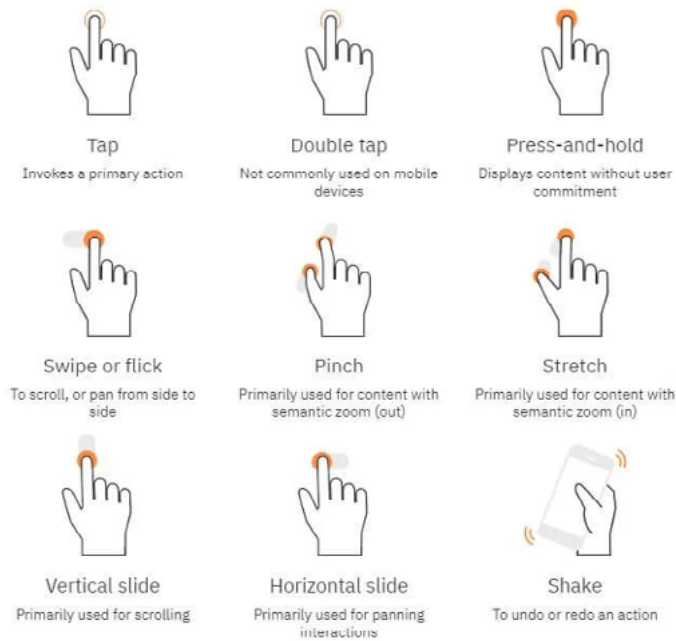 Tap
Invokes a primary action
Double tap
Not commonly used on mobile
devices
Press-and-hold
Displays content without user
commitment
Swipe or flick
To scroll, or pan from side to
side
Pinch
Primarily used for content with
semantic zoom (out)
Stretch
Primarily used for content with
semantic zoom (in)
Vertical slide
Primarily used for scrolling
Horizontal slide
Primarily used for panning
interactions
Shake
To undo or redo an action